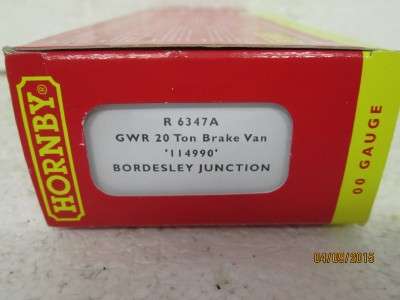 HORNBY
R 6347A
GWR 20 Ton Brake Van
'114990'
BORDESLEY JUNCTION
00 GAUGE
04/09/2015